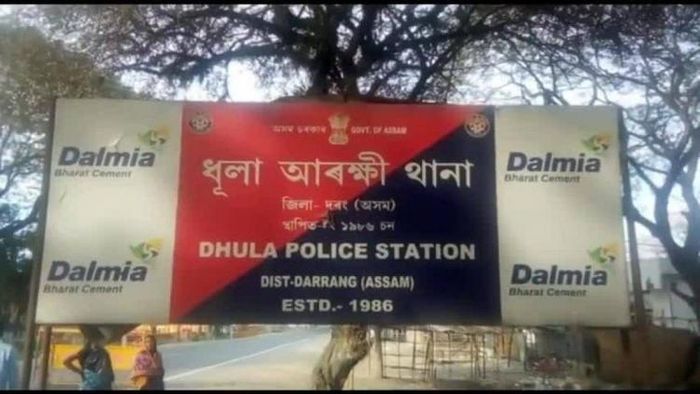 Dalmia
Bharat Cement
Dalmia
Bharat Cement
অসম চৰকাৰ GOVT. OF ASSAM
ধূলা আৰক্ষী থানা
জিলা- দৰং (অসম)
স্থাপিত-ইং ১৯৮৬ চন
DHULA POLICE STATION
DIST-DARRANG (ASSAM)
ESTD.- 1986
Dalmia
Bharat Cement
Dalmia
Bharat Cement